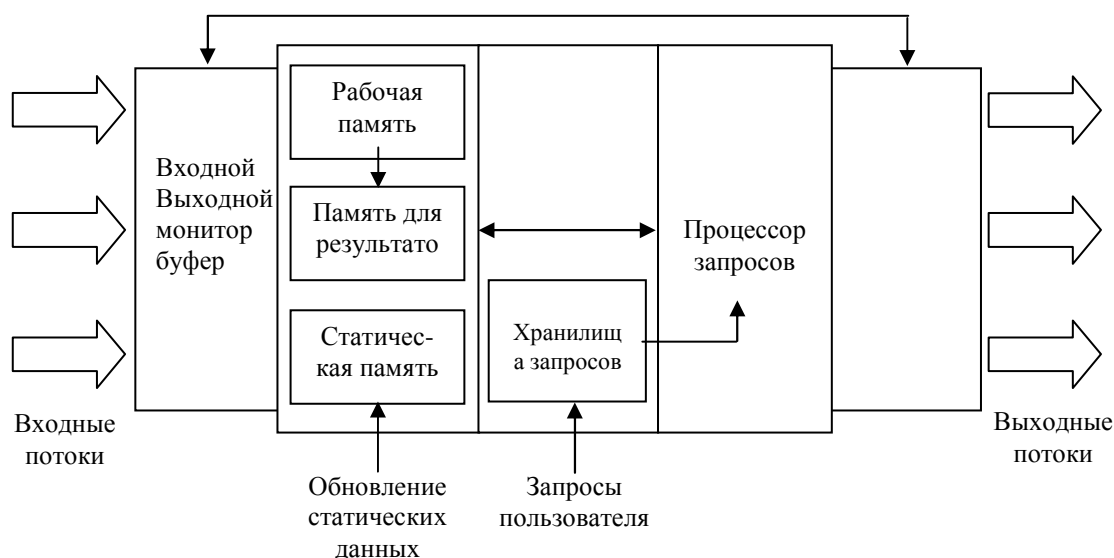 Рабочая
память
Входной
Выходной
монитор
буфер
Память для
результато
Процессор
запросов
Статичес-
кая память
Хранилищ
а запросов
Входные
потоки
Выходные
потоки
Обновление
статических
данных
Запросы
пользователя